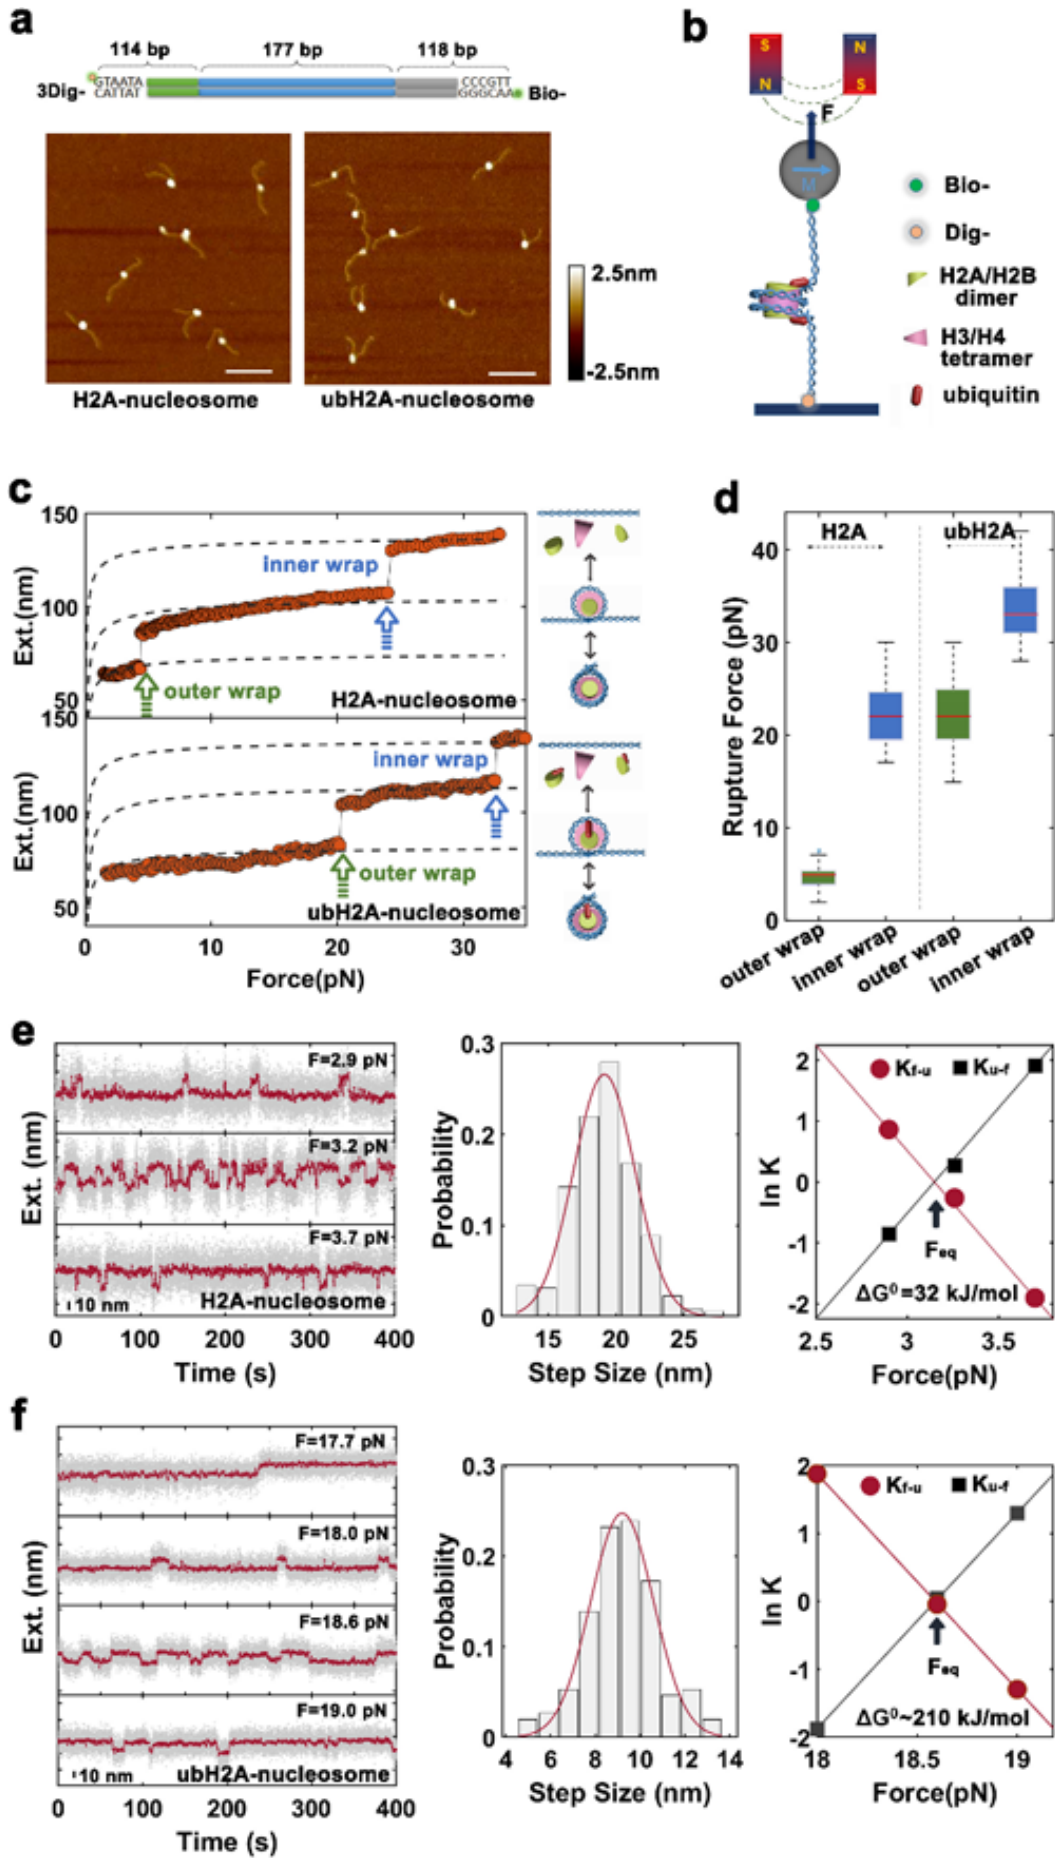 a
114 bp
177 bp
118 bp
3Dig-
GTAATA
CATTAT
CCCGTT
GGGCAA
Bio-
H2A-nucleosome
ubH2A-nucleosome
2.5nm
-2.5nm
b
S
N
N
S
F
M
Bio-
Dig-
H2A/H2B
dimer
H3/H4
tetramer
ubiquitin
c
Ext.(nm)
150
100
50
inner wrap
outer wrap
H2A-nucleosome
Ext.(nm)
150
100
50
inner wrap
outer wrap
ubH2A-nucleosome
0
10
20
30
Force(pN)
d
Rupture Force (pN)
40
30
20
10
0
H2A
ubH2A
outer wrap
inner wrap
outer wrap
inner wrap
e
Ext. (nm)
F=2.9 pN
F=3.2 pN
F=3.7 pN
10 nm
H2A-nucleosome
0
100
200
300
400
Time (s)
Probability
0.3
0.2
0.1
0
15
20
25
Step Size (nm)
ln K
2
1
0
-1
-2
Kf-u
Ku-f
Feq
ΔG⁰=32 kJ/mol
2.5
3
3.5
Force(pN)
f
Ext. (nm)
F=17.7 pN
F=18.0 pN
F=18.6 pN
F=19.0 pN
10 nm
ubH2A-nucleosome
0
100
200
300
400
Time (s)
Probability
0.3
0.2
0.1
0
4
6
8
10
12
14
Step Size (nm)
ln K
2
1
0
-1
-2
Kf-u
Ku-f
Feq
ΔG⁰~210 kJ/mol
18
18.5
19
Force(pN)